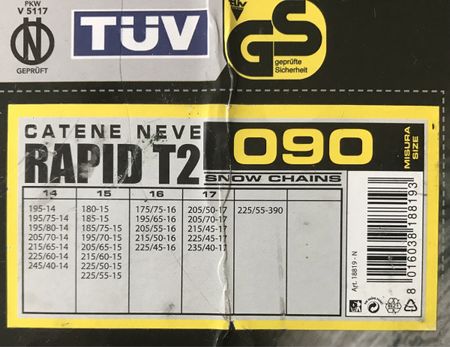 PKW
V 5117
N
GEPRÜFT
TÜV
GS
geprüfte
Sicherheit
CATENE NEVE
RAPID T2
090
MISURA
SIZE
SNOW CHAINS
14 15 16 17
195-14 180-15 175/75-16 205/50-17 225/55-390
195/75-14 185-15 195/65-16 205/70-17
195/80-14 185/75-15 205/55-16 215/45-17
205/70-14 195/70-15 205/60-16 225/45-17
215/65-14 205/65-15 225/45-16 235/40-17
225/60-14 215/60-15
245/40-14 225/50-15
225/55-15
Art. 18819 - N
8 016038 188193